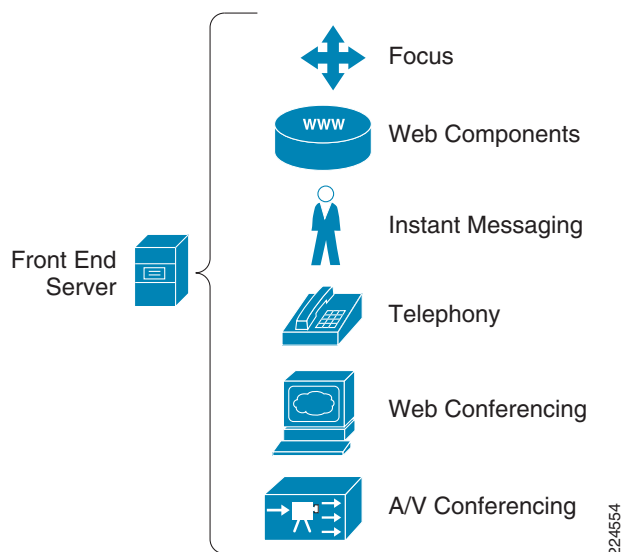 Focus
WWW
Web Components
Instant Messaging
Front End
Server
Telephony
Web Conferencing
A/V Conferencing
224554